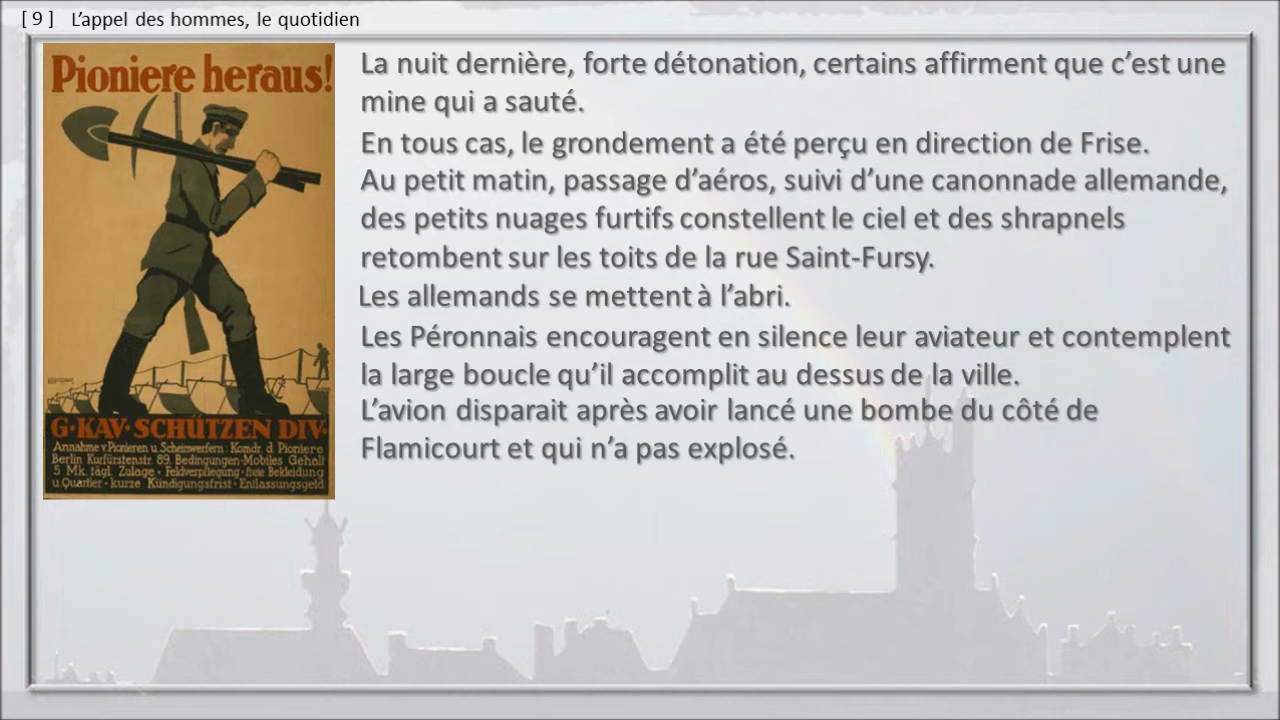 [ 9 ] L’appel des hommes, le quotidien
Pioniere heraus!
G·KAV·SCHÜTZEN DIV·
Annahme v. Pionieren u Scheinwerfern: Komdr. d. Pioniere
Berlin Kurfürstenstr. 89. Bedingungen·Mobiles Gehalt
5 Mk. tägl. Zulage · Feldverpflegung · freie Bekleidung
u. Quartier · kurze Kündigungsfrist · Entlassungsgeld
La nuit dernière, forte détonation, certains affirment que c’est une
mine qui a sauté.
En tous cas, le grondement a été perçu en direction de Frise.
Au petit matin, passage d’aéros, suivi d’une canonnade allemande,
des petits nuages furtifs constellent le ciel et des shrapnels
retombent sur les toits de la rue Saint-Fursy.
Les allemands se mettent à l’abri.
Les Péronnais encouragent en silence leur aviateur et contemplent
la large boucle qu’il accomplit au dessus de la ville.
L’avion disparait après avoir lancé une bombe du côté de
Flamicourt et qui n’a pas explosé.